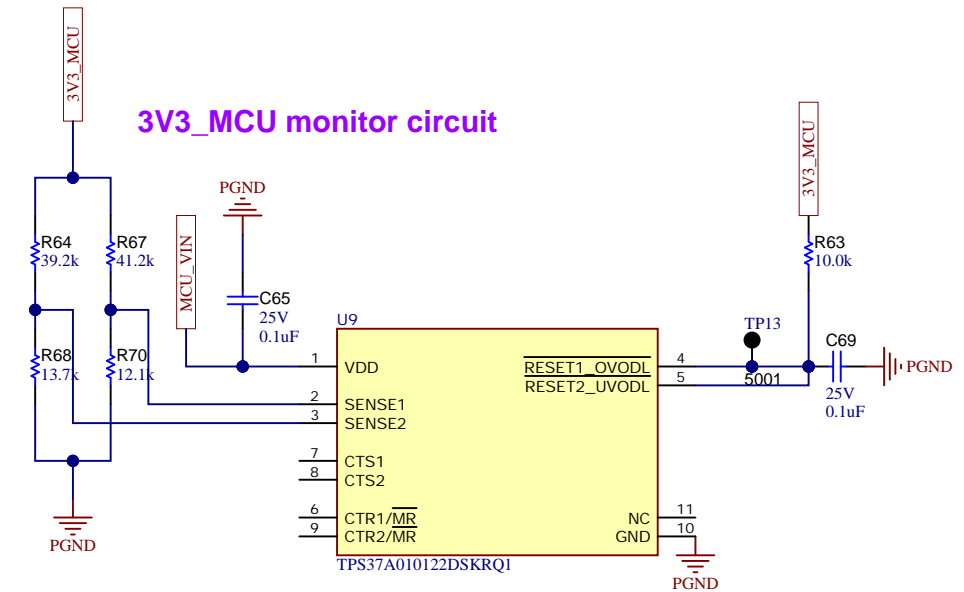 3V3_MCU
3V3_MCU monitor circuit
3V3_MCU
PGND
MCU_VIN
R64
39.2k
R67
41.2k
R63
10.0k
C65
25V
0.1uF
U9
TP13
5001
C69
25V
0.1uF
PGND
R68
13.7k
R70
12.1k
1
VDD
2
SENSE1
3
SENSE2
7
CTS1
8
CTS2
6
CTR1/MR
9
CTR2/MR
RESET1_OVODL
4
RESET2_UVODL
5
NC
11
GND
10
PGND
TPS37A010122DSKRQ1
PGND